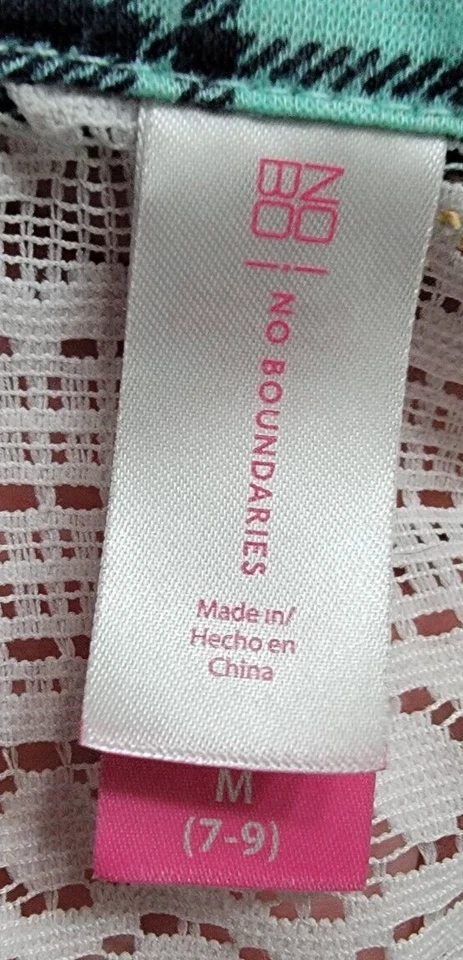 NO
BO
NO BOUNDARIES
Made in/
Hecho en
China
M
(7-9)